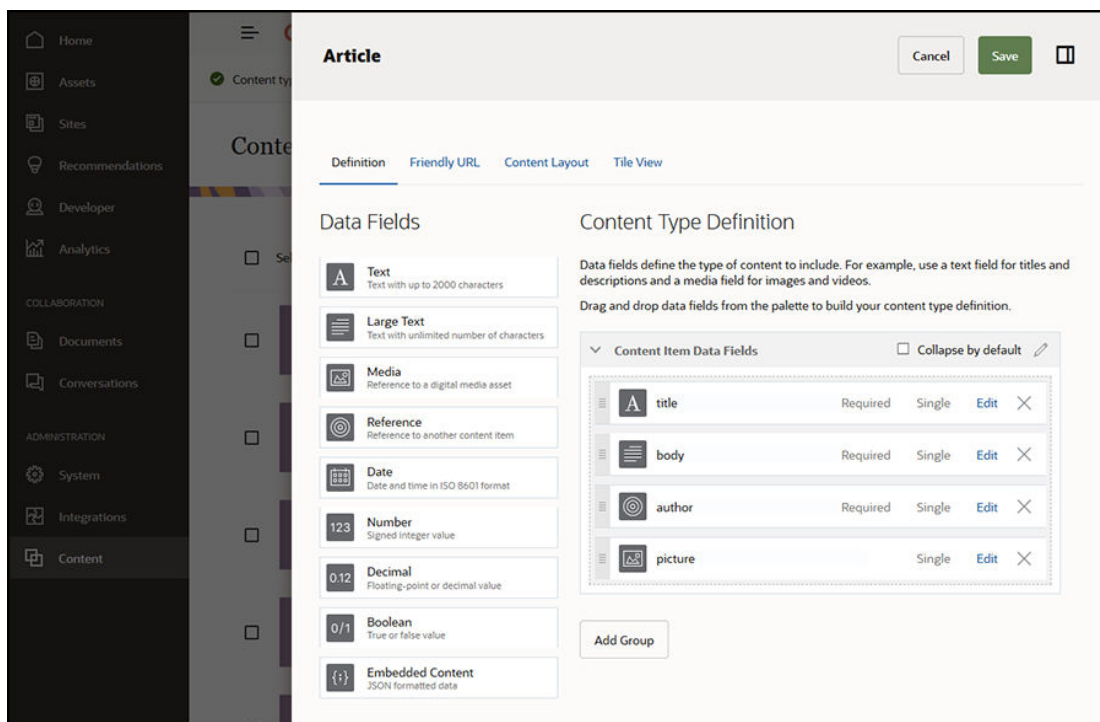 Home
Assets
Sites
Recommendations
Developer
Analytics
COLLABORATION
Documents
Conversations
ADMINISTRATION
System
Integrations
Content
Content
Conte
Article
Cancel
Save
Definition
Friendly URL
Content Layout
Tile View
Data Fields
A
Text
Text with up to 2000 characters
Large Text
Text with unlimited number of characters
Media
Reference to a digital media asset
Reference
Reference to another content item
Date
Date and time in ISO 8601 format
123
Number
Signed integer value
0.12
Decimal
Floating-point or decimal value
0/1
Boolean
True or false value
{;}
Embedded Content
JSON formatted data
Content Type Definition
Data fields define the type of content to include. For example, use a text field for titles and
descriptions and a media field for images and videos.
Drag and drop data fields from the palette to build your content type definition.
Content Item Data Fields
Collapse by default
A title Required Single Edit
body Required Single Edit
author Required Single Edit
picture Single Edit
Add Group